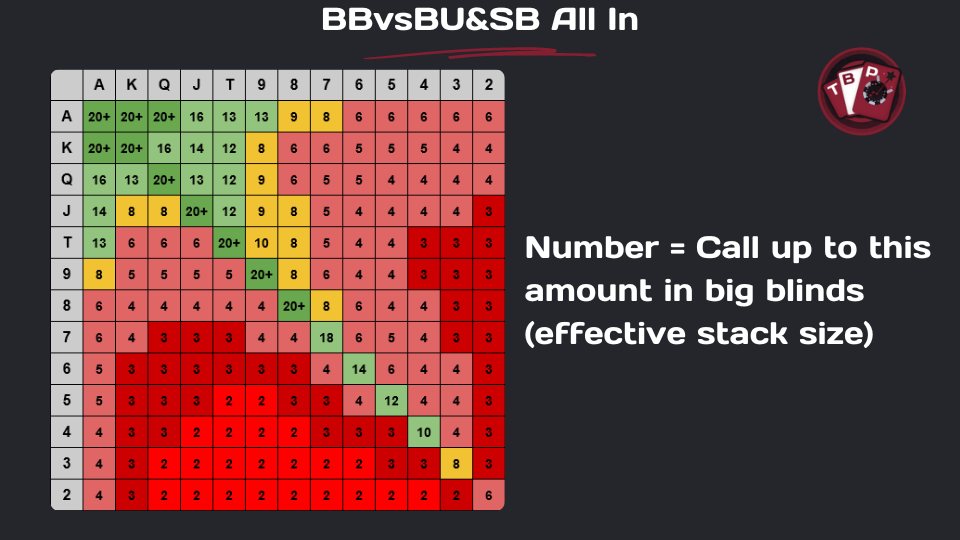 BBvsBU&SB All In
A K Q J T 9 8 7 6 5 4 3 2
A 20+ 20+ 20+ 16 13 13 9 8 6 6 6 6 6
K 20+ 20+ 16 14 12 8 6 6 5 5 5 4 4
Q 16 13 20+ 13 12 9 6 5 5 4 4 4 4
J 14 8 8 20+ 12 9 8 5 4 4 4 4 3
T 13 6 6 6 20+ 10 8 5 4 4 3 3 3
9 8 5 5 5 5 20+ 8 6 4 4 3 3 3
8 6 4 4 4 4 4 20+ 8 6 4 4 3 3
7 6 4 3 3 3 4 4 18 6 5 4 3 3
6 5 3 3 3 3 3 3 4 14 6 4 4 3
5 5 3 3 3 2 2 3 3 4 12 4 4 3
4 4 3 3 2 2 2 2 3 3 3 10 4 3
3 4 3 2 2 2 2 2 2 2 3 3 8 3
2 4 3 2 2 2 2 2 2 2 2 2 2 6
TBP
Number = Call up to this
amount in big blinds
(effective stack size)